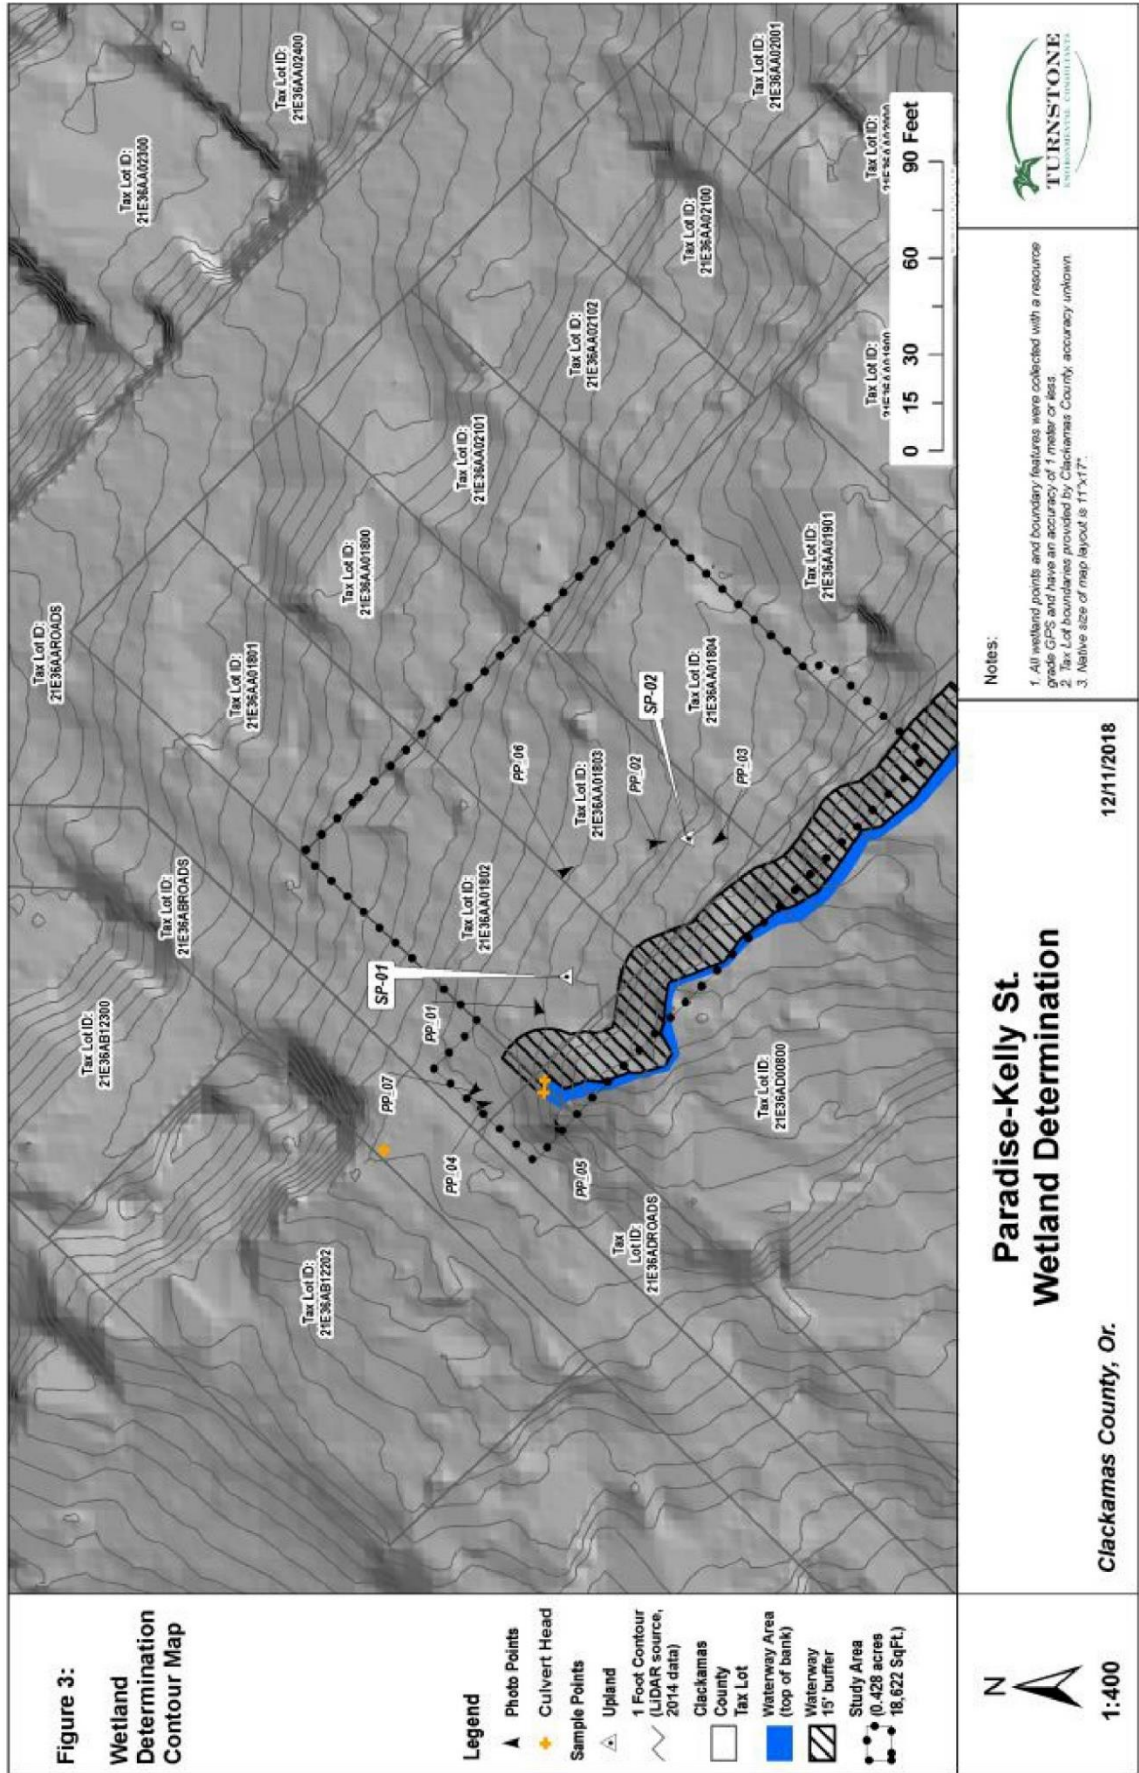 Figure 3:
Wetland
Determination
Contour Map
Legend
Photo Points
Culvert Head
Sample Points
Upland
1 Foot Contour
(LiDAR source,
2014 data)
Clackamas
County
Tax Lot
Waterway Area
(top of bank)
Waterway
15' buffer
Study Area
(0.428 acres
18,622 SqFt.)
Tax Lot ID:
21E36AB12202
Tax Lot ID:
21E36AB12300
Tax Lot ID:
21E36ABROADS
Tax Lot ID:
21E36AAROADS
Tax Lot ID:
21E36AA02300
Tax Lot ID:
21E36AA02400
Tax Lot ID:
21E36AA01801
Tax Lot ID:
21E36AA01800
Tax Lot ID:
21E36AA02101
Tax Lot ID:
21E36AA02102
Tax Lot ID:
21E36AA02100
Tax Lot ID:
21E36AA02001
Tax Lot ID:
21E36AA01802
Tax Lot ID:
21E36AA01803
Tax Lot ID:
21E36AA01804
Tax Lot ID:
21E36AA01901
Tax Lot ID:
Tax Lot ID:
Tax
Lot ID:
21E36ADROADS
Tax Lot ID:
21E36AD00800
PP_07
PP_01
PP_04
PP_05
PP_06
PP_02
PP_03
SP-01
SP-02
0 15 30 60 90 Feet
N
1:400
Paradise-Kelly St.
Wetland Determination
Clackamas County, Or.
12/11/2018
Notes:
1. All wetland points and boundary features were collected with a resource
grade GPS and have an accuracy of 1 meter or less.
2. Tax Lot boundaries provided by Clackamas County, accuracy unkown.
3. Native size of map layout is 11"x17".
TURNSTONE
ENVIRONMENTAL CONSULTANTS